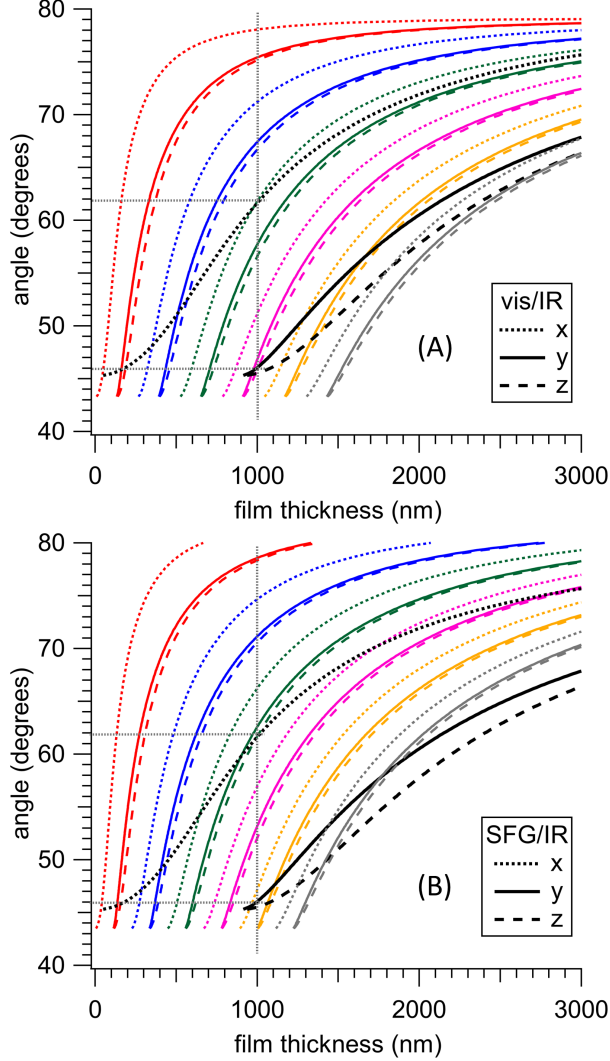 80
70
60
50
40
angle (degrees)
vis/IR
x
y
z
(A)
0
1000
2000
3000
film thickness (nm)
80
70
60
50
40
angle (degrees)
SFG/IR
x
y
z
(B)
0
1000
2000
3000
film thickness (nm)